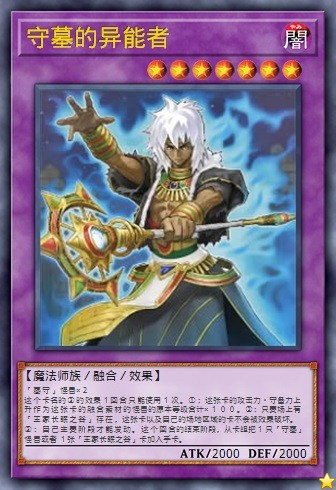 守墓的异能者
闇
【魔法师族／融合／效果】
「墓守」怪兽×2
这个卡名的②的效果1回合只能使用1次。①：这张卡的攻击力·守备力上
升作为这张卡的融合素材的怪兽的原本等级合计×１００。①：只要场上有
「王家长眠之谷」存在，这张卡以及自己的场地区域的卡不会被效果破坏。
②：自己主要阶段才能发动。这个回合的结束阶段，从卡组把1只「守墓」
怪兽或者1张「王家长眠之谷」卡加入手卡。
ATK/2000 DEF/2000